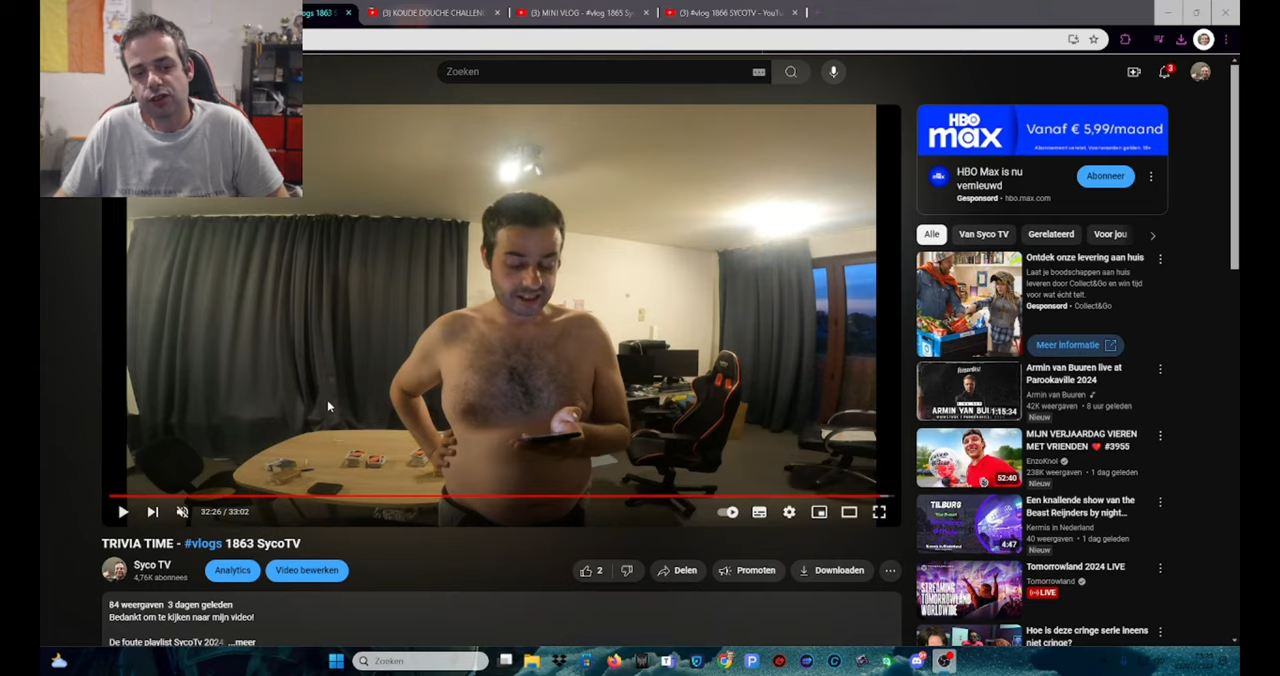 (3) KOUDE DOUCHE CHALLEN
(3) MINI VLOG - #vlog 1865 Sy
(3) #vlog 1866 SYCOTV - YouTu
Zoeken
3
HBO
max
Vanaf € 5,99/maand
HBO Max is nu
vernieuwd
Gesponsord • hbo.max.com
Abonneer
Alle
Van Syco TV
Gerelateerd
Voor jou
Ontdek onze levering aan huis
Laat je boodschappen aan huis
leveren door Collect&Go en win tijd
voor wat écht telt.
Gesponsord • Collect&Go
Meer informatie
Armin van Buuren live at
Parookaville 2024
Armin van Buuren
42K weergaven • 8 uur geleden
Nieuw
1:15:34
MIJN VERJAARDAG VIEREN
MET VRIENDEN ❤️ #3955
EnzoKnol
238K weergaven • 1 dag geleden
Nieuw
52:40
Een knallende show van the
Beast Reijnders by night...
Kermis in Nederland
40 weergaven • 1 dag geleden
Nieuw
TILBURG
4:47
Tomorrowland 2024 LIVE
Tomorrowland
LIVE
STREAMING
TOMORROWLAND
WORLDWIDE
Hoe is deze cringe serie ineens
niet cringe?
32:26 / 33:02
TRIVIA TIME - #vlogs 1863 SycoTV
Syco TV
4,76K abonnees
Analytics
Video bewerken
2
Delen
Promoten
Downloaden
84 weergaven 3 dagen geleden
Bedankt om te kijken naar mijn video!
De foute playlist SycoTv 2024 ...meer
Zoeken